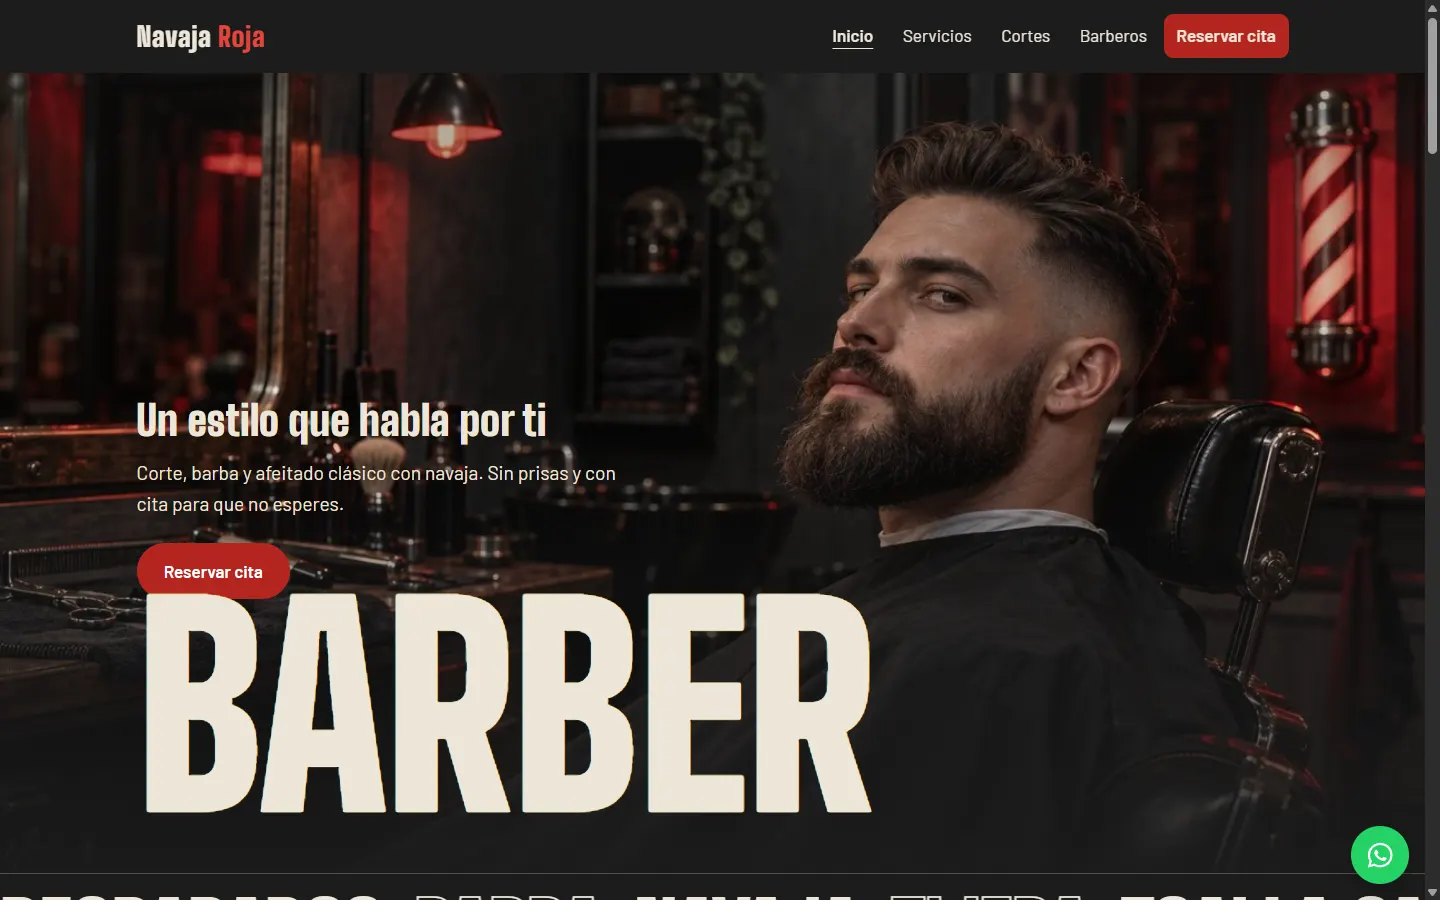 Navaja Roja
Inicio
Servicios
Cortes
Barberos
Reservar cita
Un estilo que habla por ti
Corte, barba y afeitado clásico con navaja. Sin prisas y con
cita para que no esperes.
Reservar cita
BARBER